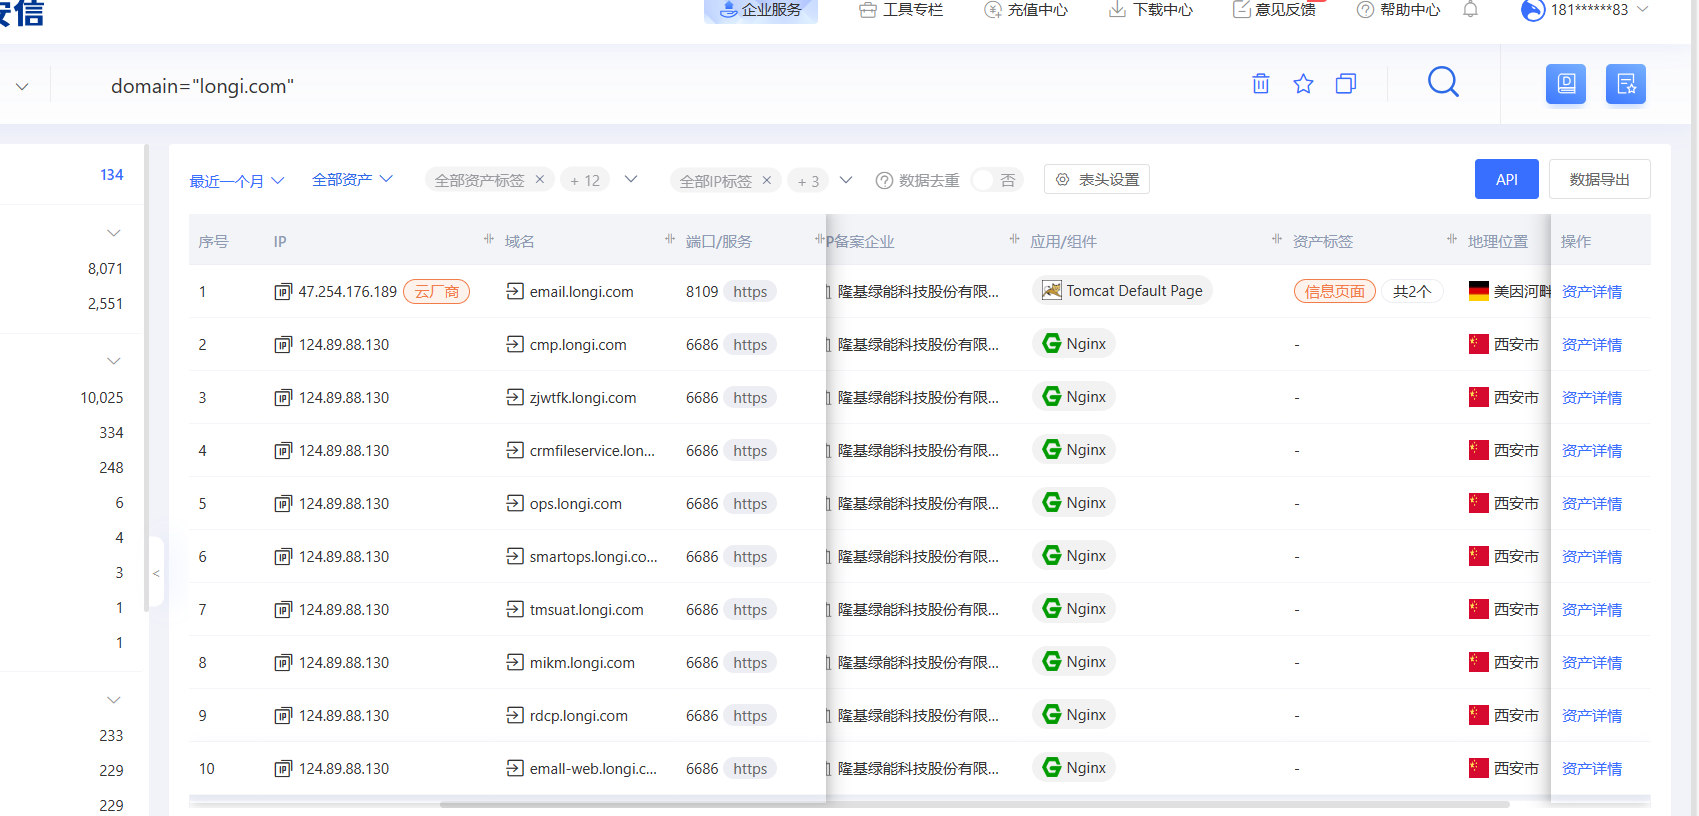 安信
企业服务 工具专栏 充值中心 下载中心 意见反馈 帮助中心 181******83
domain="longi.com"
134
8,071
2,551
10,025
334
248
6
4
3
1
1
233
229
229
<
最近一个月 全部资产 全部资产标签 × + 12 全部IP标签 × + 3 数据去重 否 表头设置 API 数据导出
序号 IP 域名 端口/服务 P备案企业 应用/组件 资产标签 地理位置 操作
1 IP 47.254.176.189 云厂商 email.longi.com 8109 https 隆基绿能科技股份有限... Tomcat Default Page 信息页面 共2个 美因河畔 资产详情
2 IP 124.89.88.130 cmp.longi.com 6686 https 隆基绿能科技股份有限... Nginx - 西安市 资产详情
3 IP 124.89.88.130 zjwtfk.longi.com 6686 https 隆基绿能科技股份有限... Nginx - 西安市 资产详情
4 IP 124.89.88.130 crmfileservice.lon... 6686 https 隆基绿能科技股份有限... Nginx - 西安市 资产详情
5 IP 124.89.88.130 ops.longi.com 6686 https 隆基绿能科技股份有限... Nginx - 西安市 资产详情
6 IP 124.89.88.130 smartops.longi.co... 6686 https 隆基绿能科技股份有限... Nginx - 西安市 资产详情
7 IP 124.89.88.130 tmsuat.longi.com 6686 https 隆基绿能科技股份有限... Nginx - 西安市 资产详情
8 IP 124.89.88.130 mikm.longi.com 6686 https 隆基绿能科技股份有限... Nginx - 西安市 资产详情
9 IP 124.89.88.130 rdcp.longi.com 6686 https 隆基绿能科技股份有限... Nginx - 西安市 资产详情
10 IP 124.89.88.130 emall-web.longi.c... 6686 https 隆基绿能科技股份有限... Nginx - 西安市 资产详情